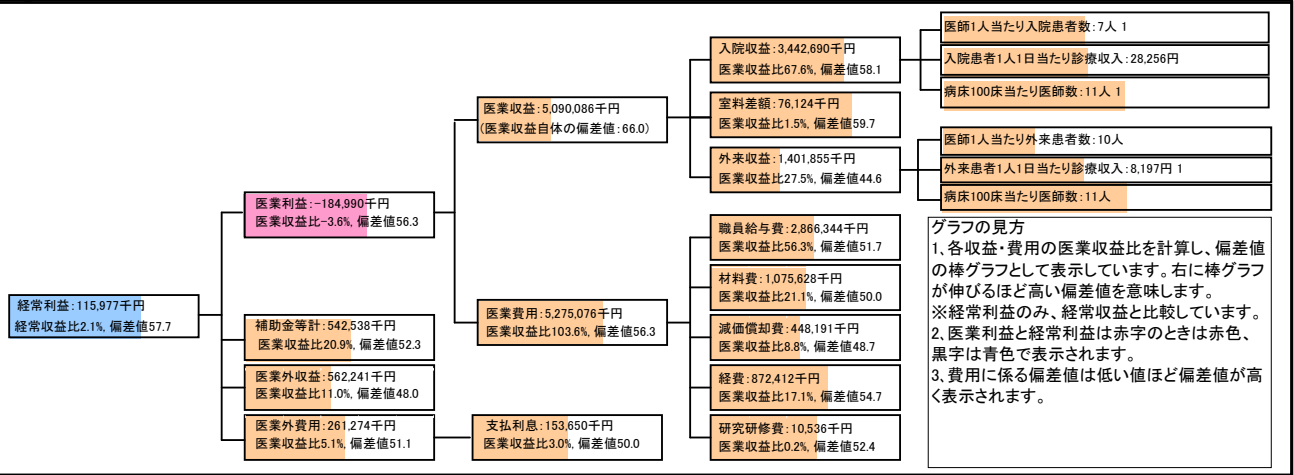 経常利益:115,977千円
経常収益比2.1%, 偏差値57.7
医業利益:-184,990千円
医業収益比-3.6%, 偏差値56.3
補助金等計:542,538千円
医業収益比20.9%, 偏差値52.3
医業外収益:562,241千円
医業収益比11.0%, 偏差値48.0
医業外費用:261,274千円
医業収益比5.1%, 偏差値51.1
支払利息:153,650千円
医業収益比3.0%, 偏差値50.0
医業収益:5,090,086千円
(医業収益自体の偏差値:66.0)
医業費用:5,275,076千円
医業収益比103.6%, 偏差値56.3
入院収益:3,442,690千円
医業収益比67.6%, 偏差値58.1
室料差額:76,124千円
医業収益比1.5%, 偏差値59.7
外来収益:1,401,855千円
医業収益比27.5%, 偏差値44.6
職員給与費:2,866,344千円
医業収益比56.3%, 偏差値51.7
材料費:1,075,628千円
医業収益比21.1%, 偏差値50.0
減価償却費:448,191千円
医業収益比8.8%, 偏差値48.7
経費:872,412千円
医業収益比17.1%, 偏差値54.7
研究研修費:10,536千円
医業収益比0.2%, 偏差値52.4
医師1人当たり入院患者数:7人 1
入院患者1人1日当たり診療収入:28,256円
病床100床当たり医師数:11人 1
医師1人当たり外来患者数:10人
外来患者1人1日当たり診療収入:8,197円 1
病床100床当たり医師数:11人
グラフの見方
1、各収益・費用の医業収益比を計算し、偏差値
の棒グラフとして表示しています。右に棒グラフ
が伸びるほど高い偏差値を意味します。
※経常利益のみ、経常収益と比較しています。
2、医業利益と経常利益は赤字のときは赤色、
黒字は青色で表示されます。
3、費用に係る偏差値は低い値ほど偏差値が高
く表示されます。